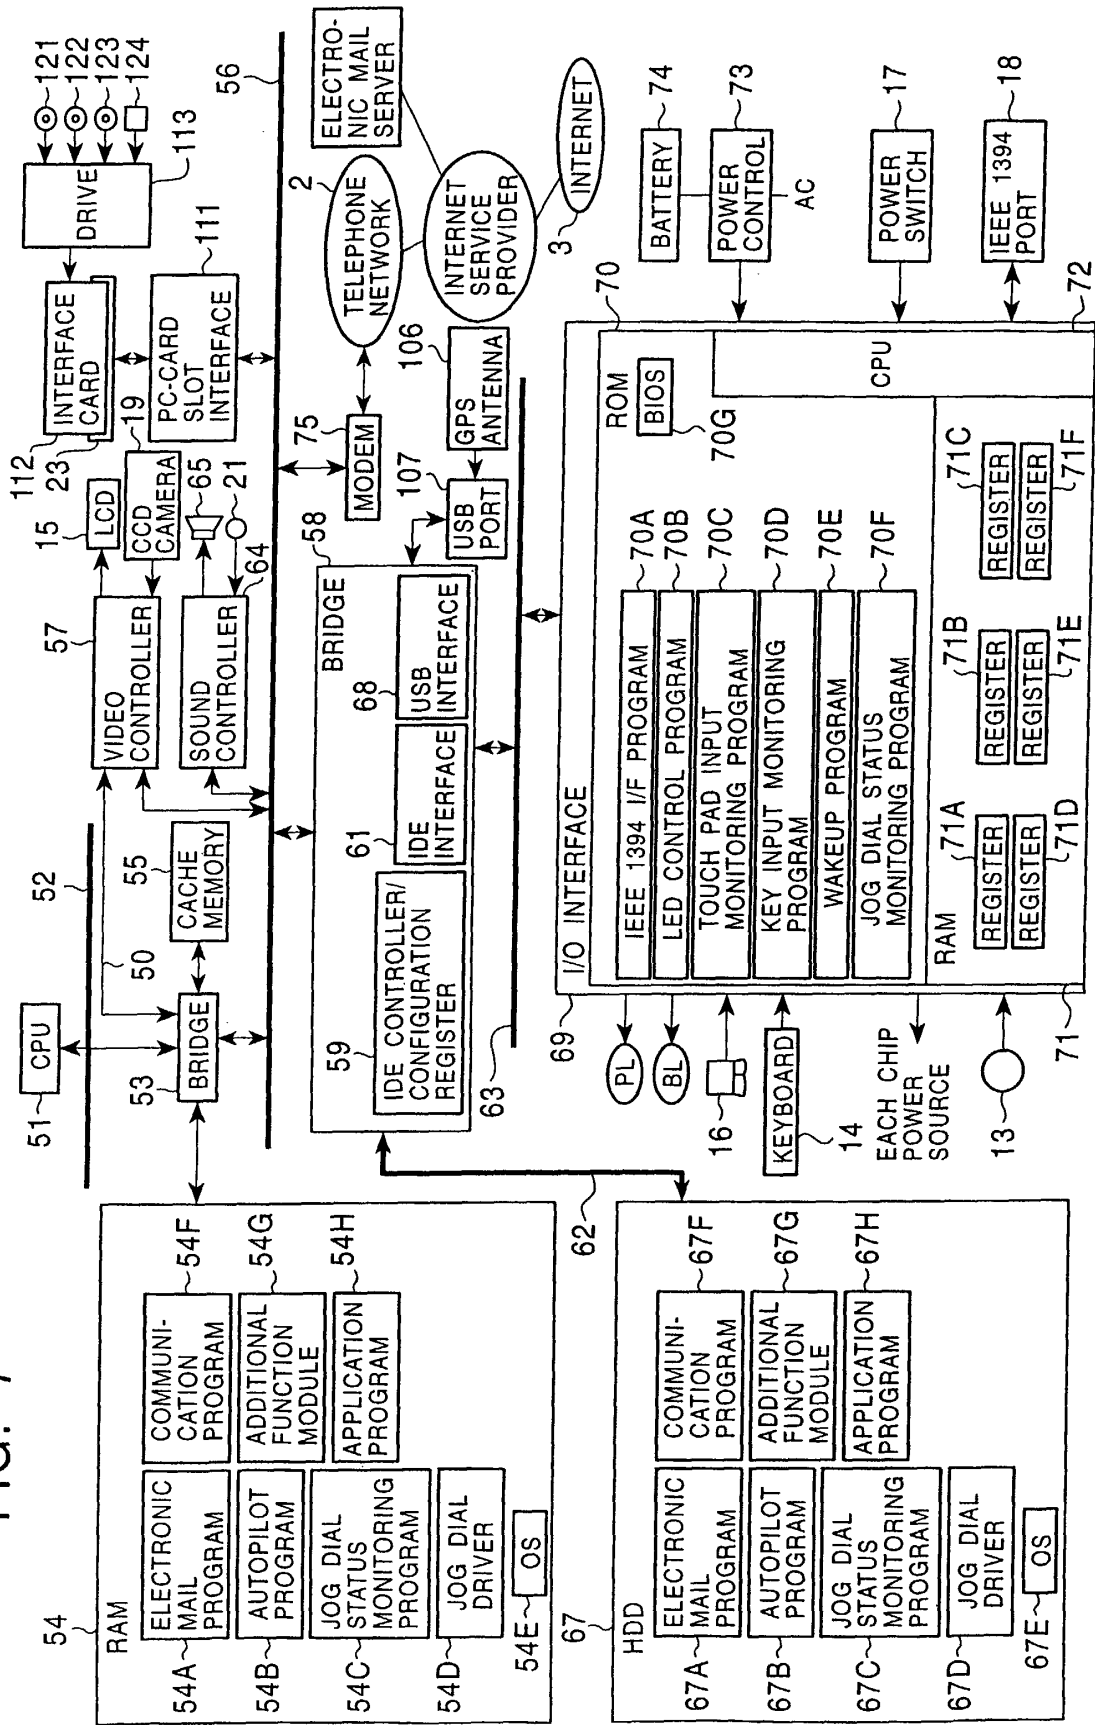 FIG. 7
51
CPU
52
50
53
BRIDGE
55
CACHE
MEMORY
57
VIDEO
CONTROLLER
15
LCD
CCD
CAMERA
19
SOUND
CONTROLLER
64
65
21
112
INTERFACE
CARD
23
PC-CARD
SLOT
INTERFACE
111
DRIVE
113
121
122
123
124
56
54
RAM
54A
ELECTRONIC
MAIL
PROGRAM
54B
AUTOPILOT
PROGRAM
54C
JOG DIAL
STATUS
MONITORING
PROGRAM
54D
JOG DIAL
DRIVER
54E
OS
COMMUNI-
CATION
PROGRAM
54F
ADDITIONAL
FUNCTION
MODULE
54G
APPLICATION
PROGRAM
54H
BRIDGE
58
59
IDE CONTROLLER/
CONFIGURATION
REGISTER
61
IDE
INTERFACE
68
USB
INTERFACE
63
62
75
MODEM
107
USB
PORT
106
GPS
ANTENNA
2
TELEPHONE
NETWORK
ELECTRO-
NIC MAIL
SERVER
INTERNET
SERVICE
PROVIDER
3
INTERNET
67
HDD
67A
ELECTRONIC
MAIL
PROGRAM
67B
AUTOPILOT
PROGRAM
67C
JOG DIAL
STATUS
MONITORING
PROGRAM
67D
JOG DIAL
DRIVER
67E
OS
COMMUNI-
CATION
PROGRAM
67F
ADDITIONAL
FUNCTION
MODULE
67G
APPLICATION
PROGRAM
67H
69
I/O INTERFACE
PL
BL
16
KEYBOARD
14
EACH CHIP
POWER
SOURCE
13
IEEE 1394 I/F PROGRAM
70A
LED CONTROL PROGRAM
70B
TOUCH PAD INPUT
MONITORING PROGRAM
70C
KEY INPUT MONITORING
PROGRAM
70D
WAKEUP PROGRAM
70E
JOG DIAL STATUS
MONITORING PROGRAM
70F
ROM
BIOS
70G
70
CPU
72
RAM
71
71A
REGISTER
71B
REGISTER
71C
REGISTER
REGISTER
71D
REGISTER
71E
REGISTER
71F
BATTERY
74
POWER
CONTROL
73
AC
POWER
SWITCH
17
IEEE 1394
PORT
18